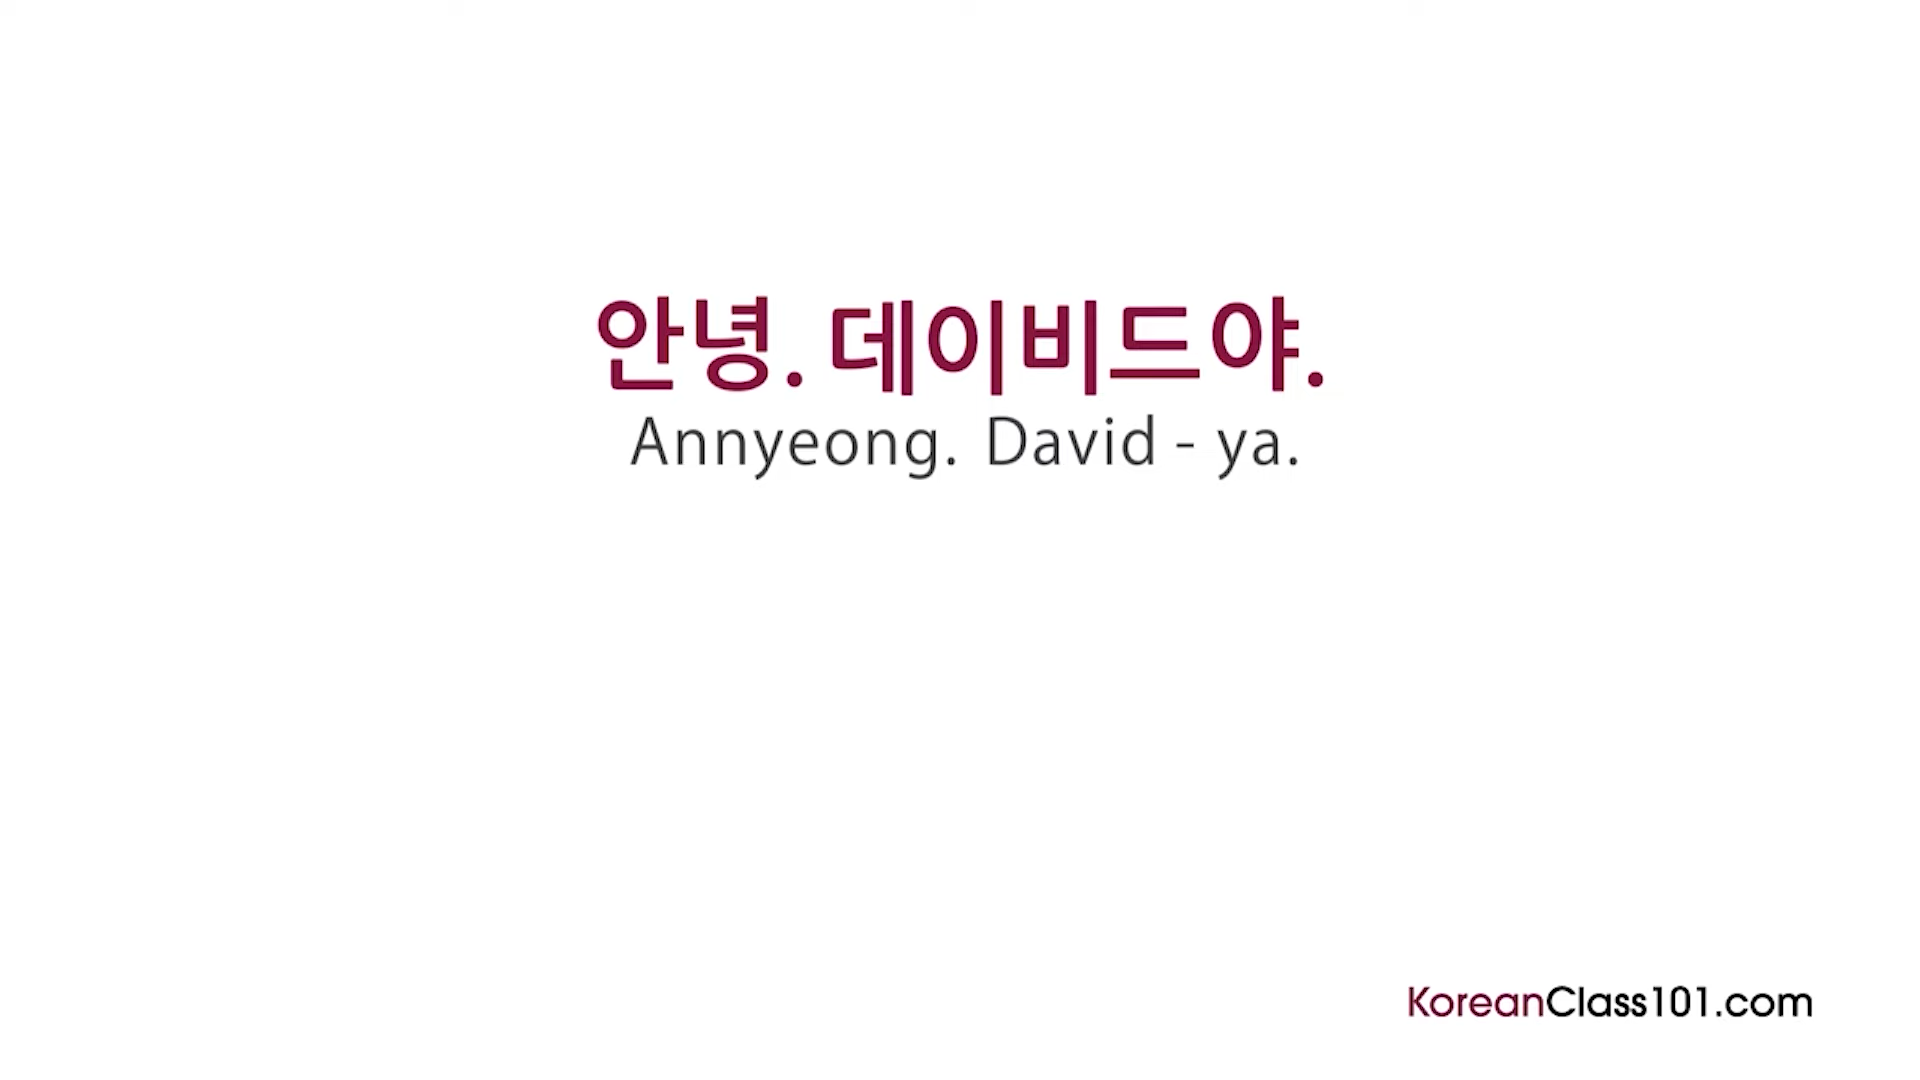 안녕. 데이비드야.
Annyeong. David - ya.
KoreanClass101.com